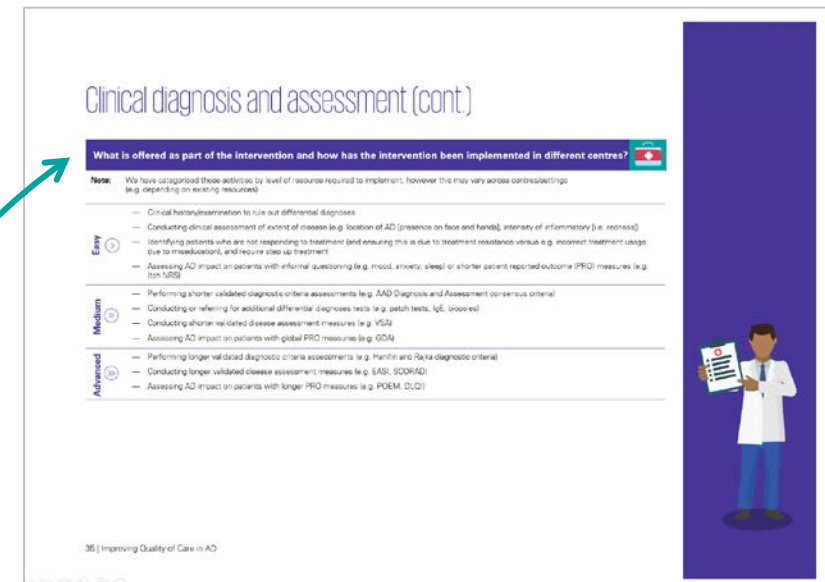 Clinical diagnosis and assessment (cont.)
What is offered as part of the intervention and how has the intervention been implemented in different centres?
Note: We have categorised these activities by level of resource required to implement, however this may vary across centres/settings
(e.g. depending on existing resources)
Easy
— Clinical history/examination to rule out differential diagnoses
— Conducting clinical assessment of extent of disease (e.g. location of AD [presence on face and hands], intensity of inflammatory [i.e. redness])
— Identifying patients who are not responding to treatment (and ensuring this is due to treatment resistance versus e.g. incorrect treatment usage
due to miseducation), and require step up treatment
— Assessing AD impact on patients with informal questioning (e.g. mood, anxiety, sleep) or shorter patient reported outcome (PRO) measures (e.g.
Itch NRS)
Medium
— Performing shorter validated diagnostic criteria assessments (e.g. AAD Diagnosis and Assessment consensus criteria)
— Conducting or referring for additional differential diagnoses tests (e.g. patch tests, IgE, biopsies)
— Conducting shorter validated disease assessment measures (e.g. VSA)
— Assessing AD impact on patients with global PRO measures (e.g. GDA)
Advanced
— Performing longer validated diagnostic criteria assessments (e.g. Hanifin and Rajka diagnostic criteria)
— Conducting longer validated disease assessment measures (e.g. EASI, SCORAD)
— Assessing AD impact on patients with longer PRO measures (e.g. POEM, DLQI)
35 | Improving Quality of Care in AD